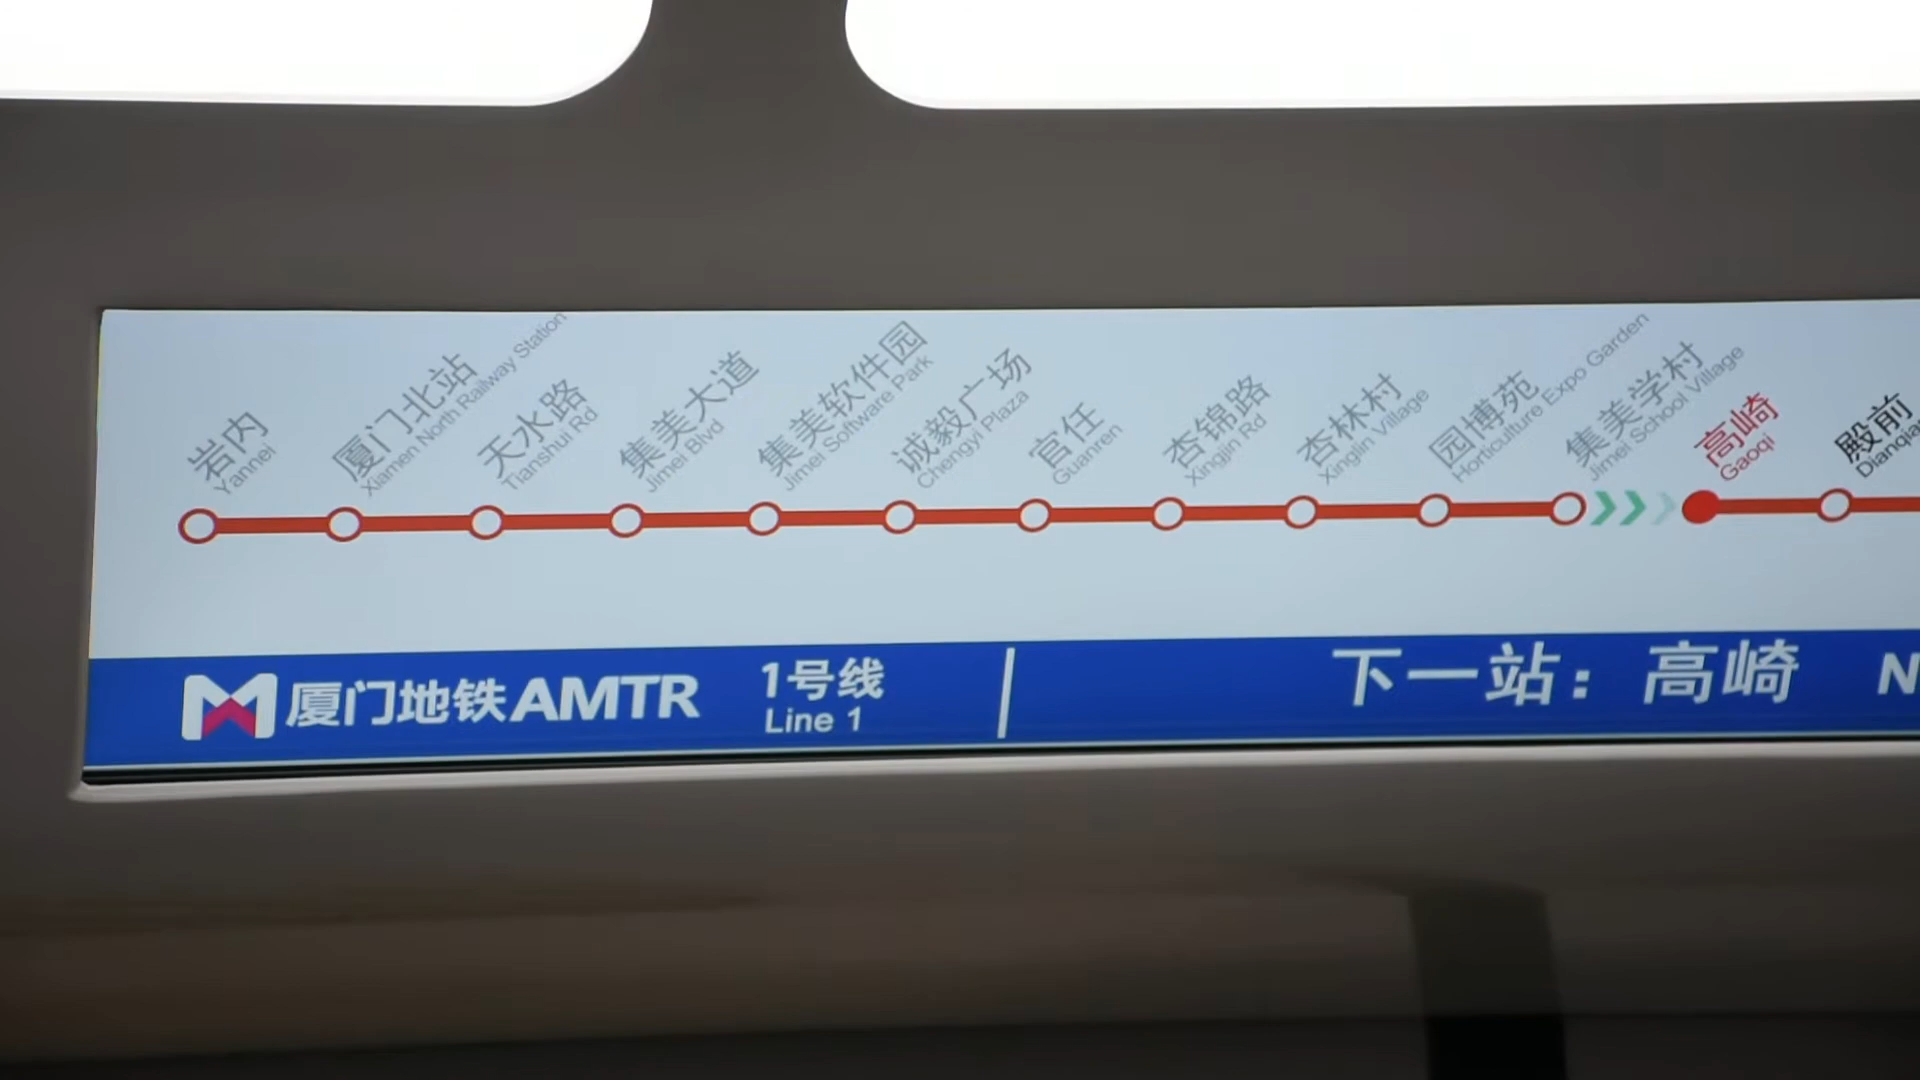 岩内
Yannei
厦门北站
Xiamen North Railway Station
天水路
Tianshui Rd
集美大道
Jimei Blvd
集美软件园
Jimei Software Park
诚毅广场
Chengyi Plaza
官任
Guanren
杏锦路
Xingjin Rd
杏林村
Xinglin Village
园博苑
Horticulture Expo Garden
集美学村
Jimei School Village
高崎
Gaoqi
殿前
厦门地铁AMTR
1号线
Line 1
下一站：高崎